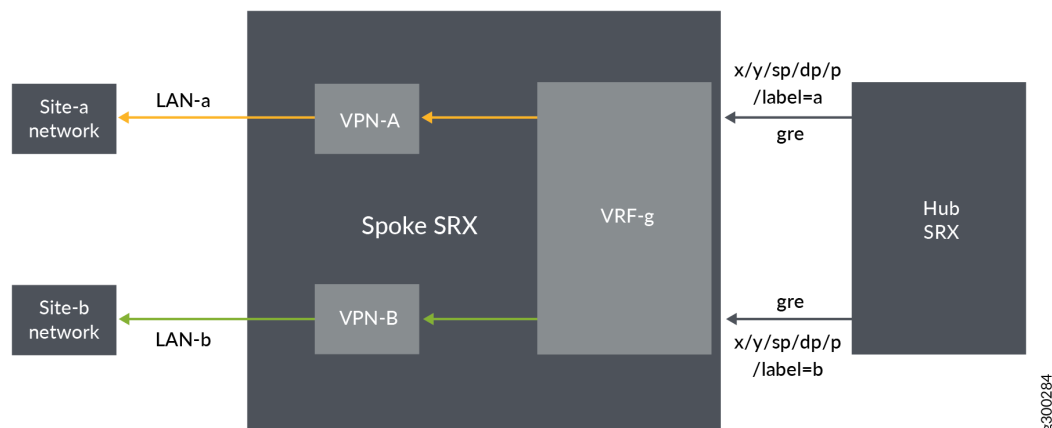 Site-a
network
LAN-a
VPN-A
x/y/sp/dp/p
/label=a
gre
Spoke SRX
VRF-g
Hub
SRX
Site-b
network
LAN-b
VPN-B
gre
x/y/sp/dp/p
/label=b
g300284